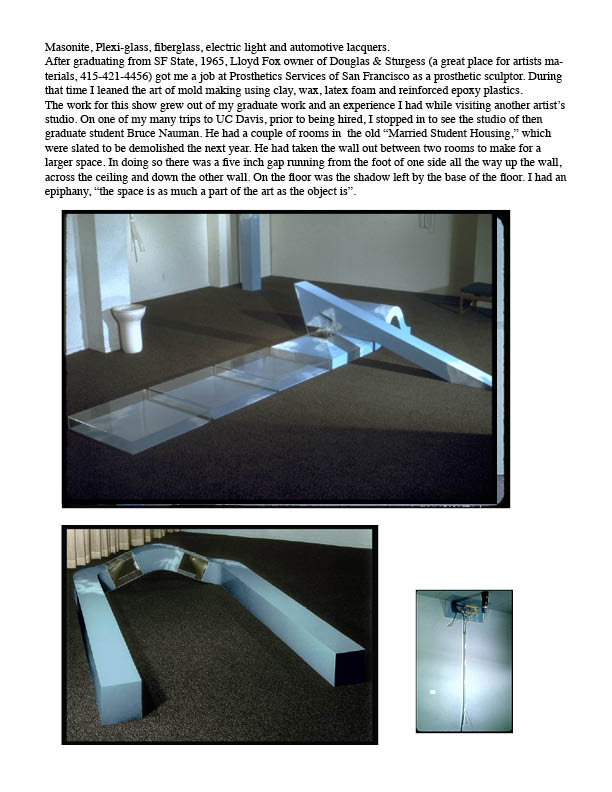 Masonite, Plexi-glass, fiberglass, electric light and automotive lacquers.
After graduating from SF State, 1965, Lloyd Fox owner of Douglas & Sturgess (a great place for artists ma-
terials, 415-421-4456) got me a job at Prosthetics Services of San Francisco as a prosthetic sculptor. During
that time I leaned the art of mold making using clay, wax, latex foam and reinforced epoxy plastics.
The work for this show grew out of my graduate work and an experience I had while visiting another artist’s
studio. On one of my many trips to UC Davis, prior to being hired, I stopped in to see the studio of then
graduate student Bruce Nauman. He had a couple of rooms in  the old “Married Student Housing,” which
were slated to be demolished the next year. He had taken the wall out between two rooms to make for a
larger space. In doing so there was a five inch gap running from the foot of one side all the way up the wall,
across the ceiling and down the other wall. On the floor was the shadow left by the base of the floor. I had an
epiphany, “the space is as much a part of the art as the object is”.